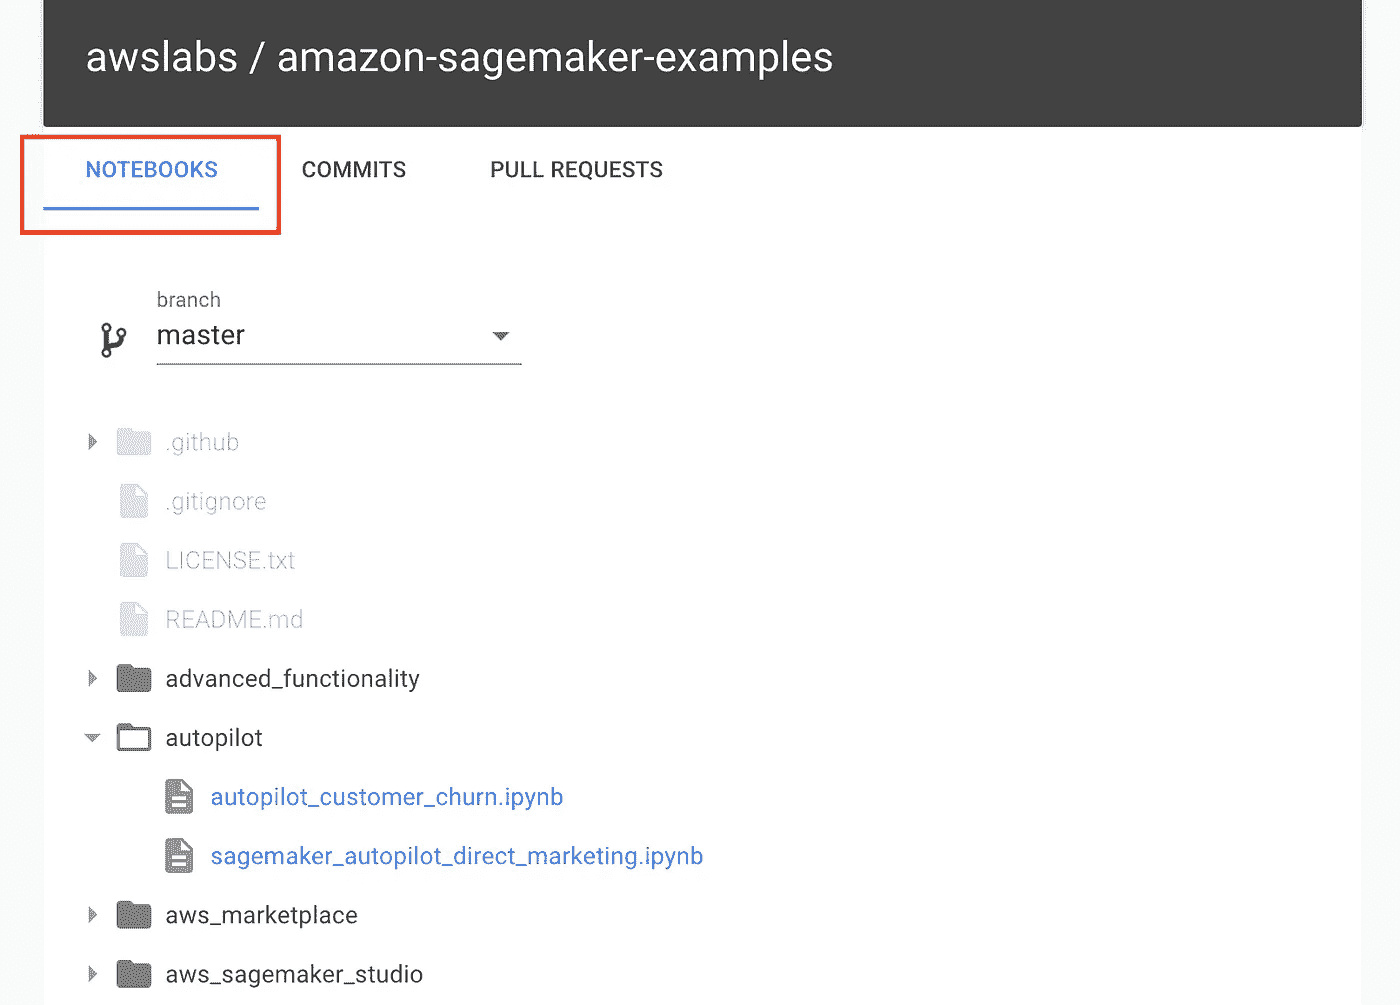 awslabs / amazon-sagemaker-examples
NOTEBOOKS COMMITS PULL REQUESTS
branch
master
.github
.gitignore
LICENSE.txt
README.md
advanced_functionality
autopilot
autopilot_customer_churn.ipynb
sagemaker_autopilot_direct_marketing.ipynb
aws_marketplace
aws_sagemaker_studio